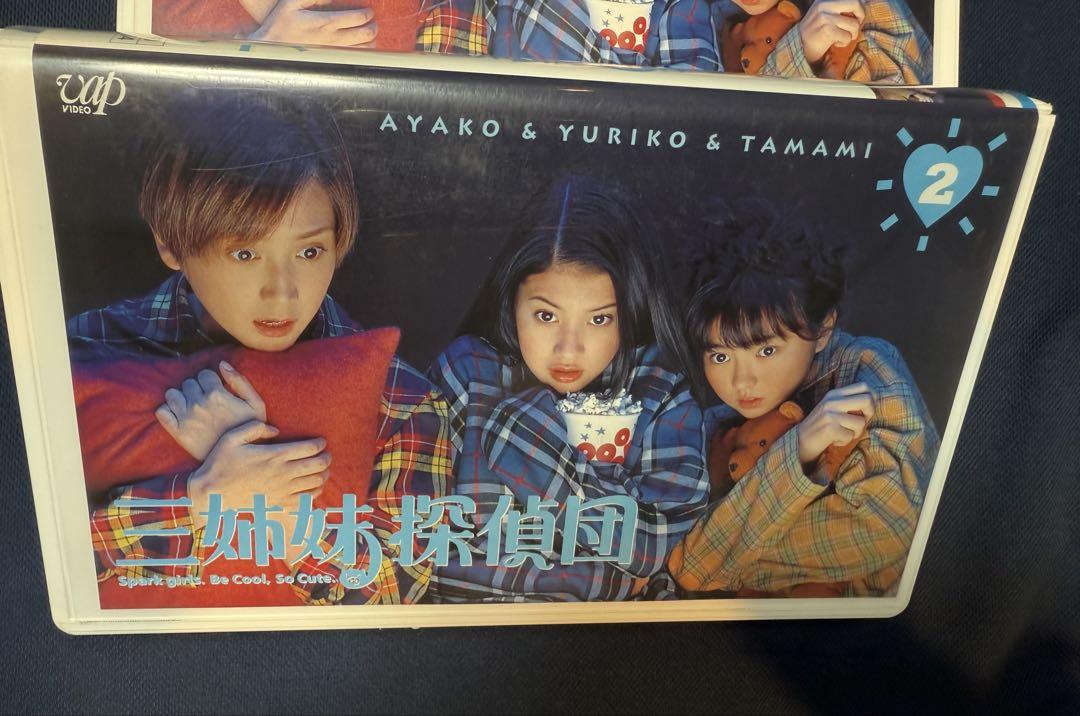 vap
VIDEO
AYAKO & YURIKO & TAMAMI
2
三姉妹探偵団
Spark girls. Be Cool, So Cute.